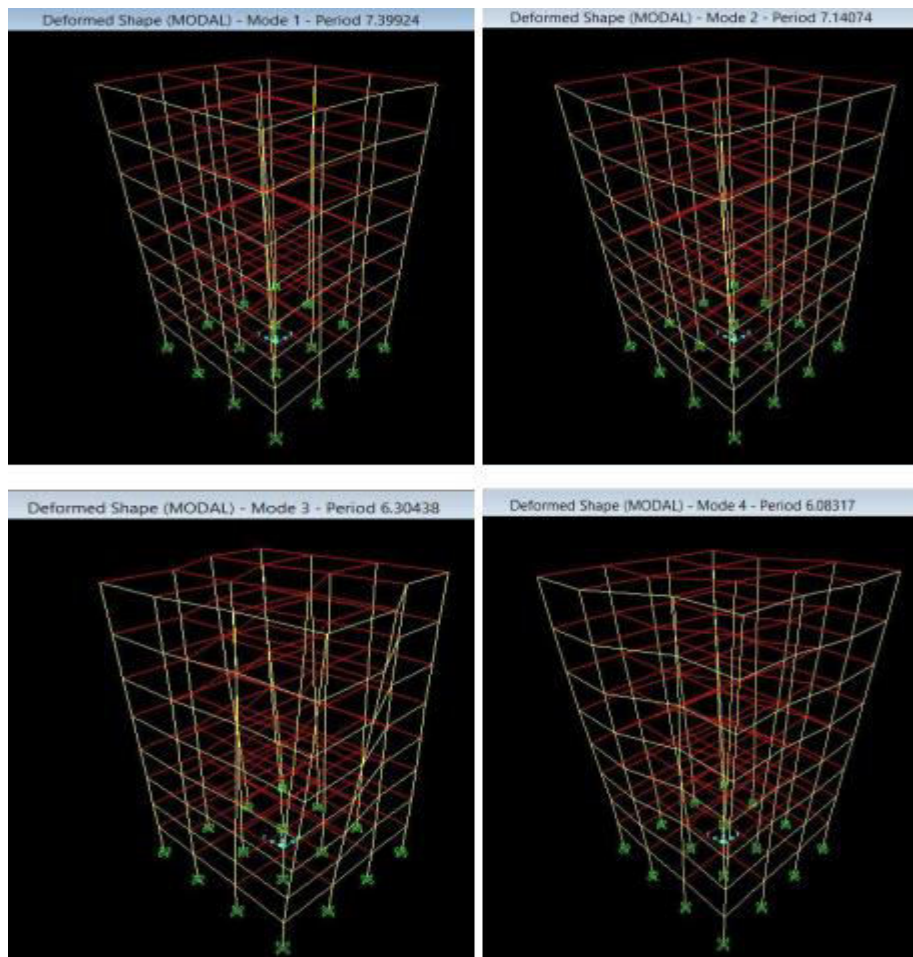 Deformed Shape (MODAL) - Mode 1 - Period 7.39924
Deformed Shape (MODAL) - Mode 2 - Period 7.14074
Deformed Shape (MODAL) - Mode 3 - Period 6.30438
Deformed Shape (MODAL) - Mode 4 - Period 6.08317